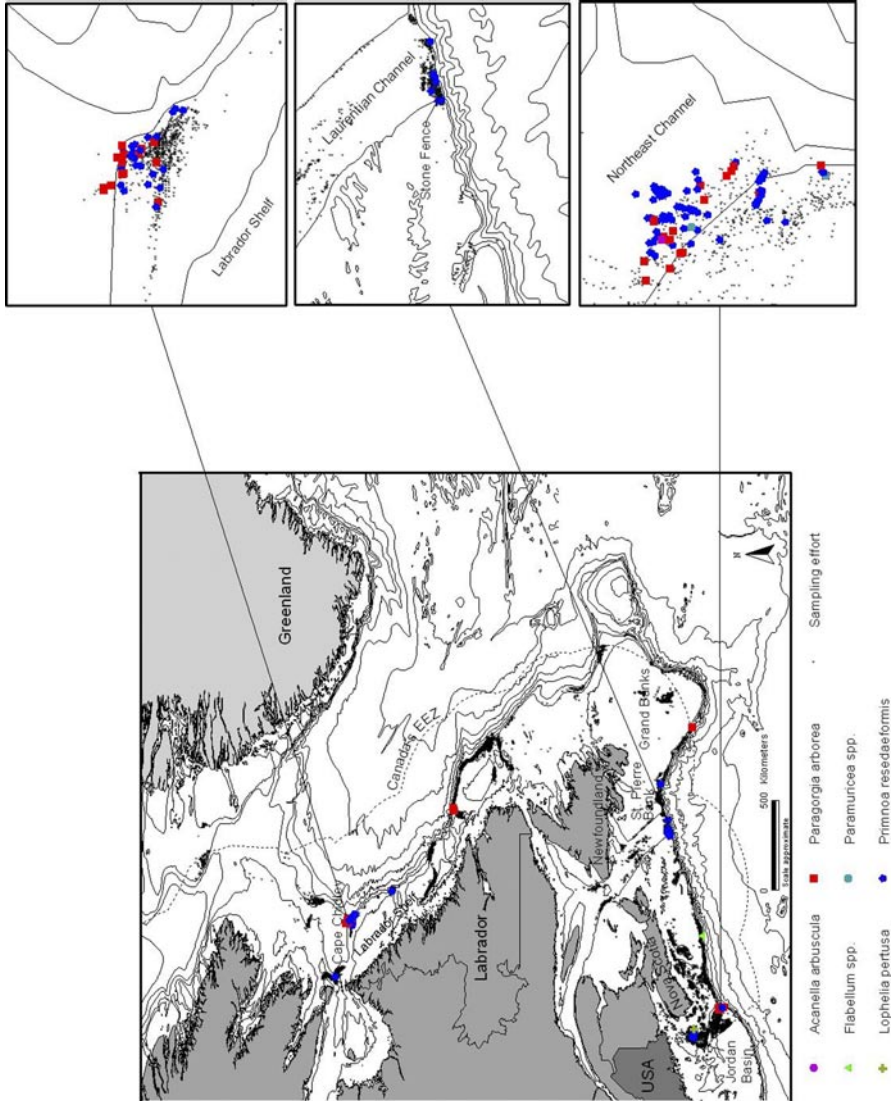 Labrador Shelf
Laurentian Channel
Stone Fence
Northeast Channel
Greenland
Canada's EEZ
Cape Chidley
Labrador Shelf
Labrador
Newfoundland
St. Pierre
Bank
Grand Banks
Nova Scotia
USA
Jordan
Basin
N
0 500 Kilometers
Scale approximate
Acanella arbuscula
Paragorgia arborea
Sampling effort
Flabellum spp.
Paramuricea spp.
Lophelia pertusa
Primnoa resedaeformis